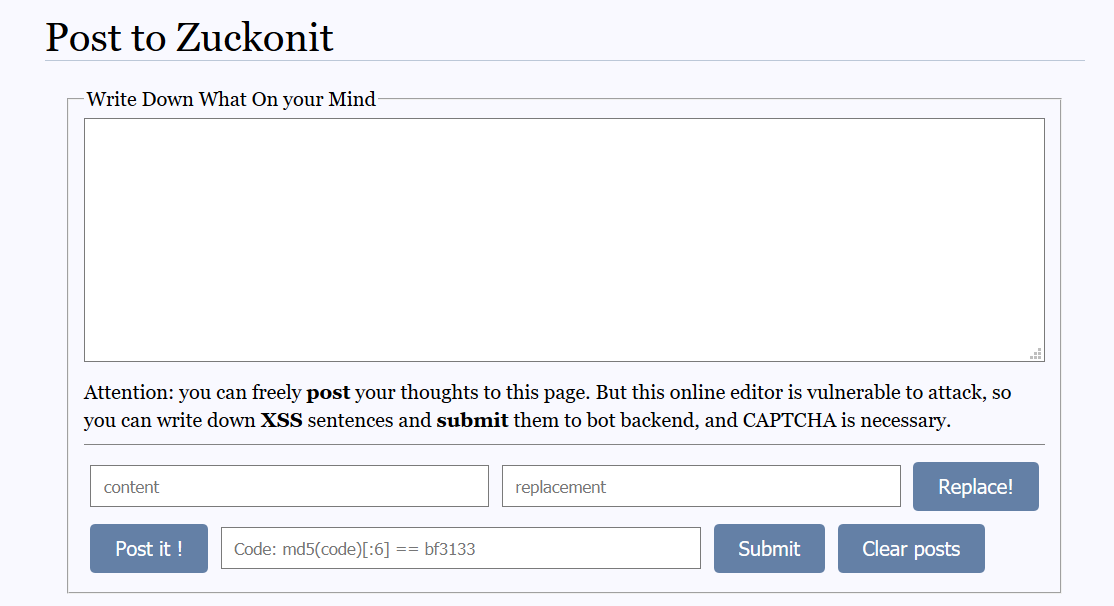 Post to Zuckonit
Write Down What On your Mind
Attention: you can freely post your thoughts to this page. But this online editor is vulnerable to attack, so
you can write down XSS sentences and submit them to bot backend, and CAPTCHA is necessary.
content replacement Replace!
Post it ! Code: md5(code)[:6] == bf3133 Submit Clear posts